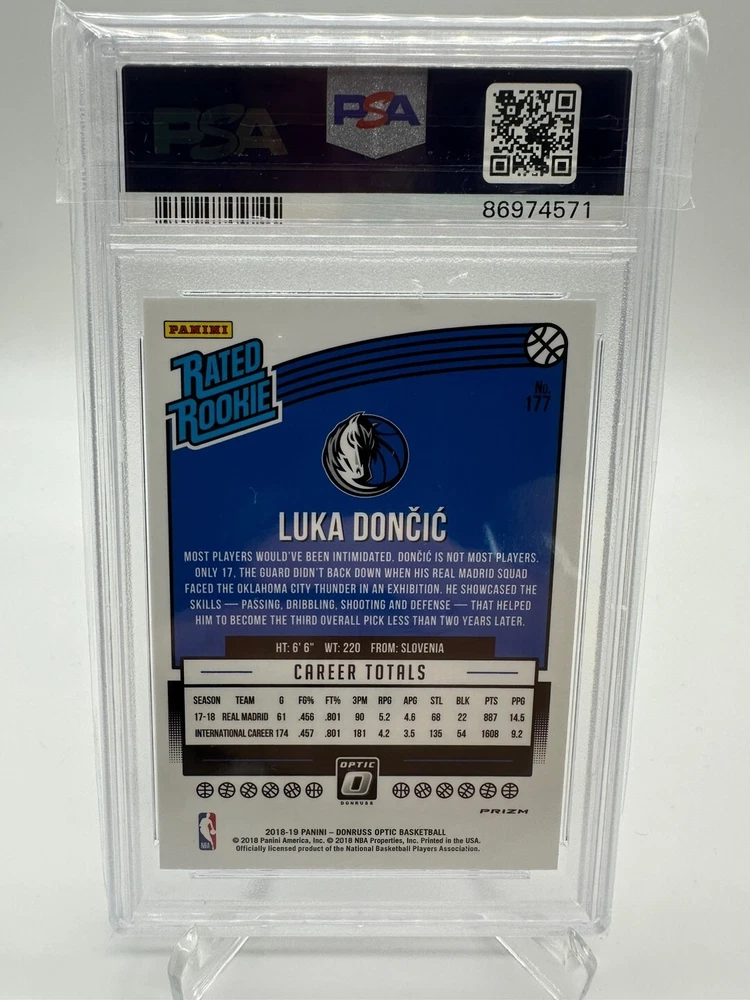 PSA
PSA
86974571
PANINI
RATED
ROOKIE
No.
177
LUKA DONČIĆ
MOST PLAYERS WOULD'VE BEEN INTIMIDATED. DONČIĆ IS NOT MOST PLAYERS.
ONLY 17, THE GUARD DIDN'T BACK DOWN WHEN HIS REAL MADRID SQUAD
FACED THE OKLAHOMA CITY THUNDER IN AN EXHIBITION. HE SHOWCASED THE
SKILLS — PASSING, DRIBBLING, SHOOTING AND DEFENSE — THAT HELPED
HIM TO BECOME THE THIRD OVERALL PICK LESS THAN TWO YEARS LATER.
HT: 6' 6" WT: 220 FROM: SLOVENIA
CAREER TOTALS
SEASON TEAM G FG% FT% 3PM RPG APG STL BLK PTS PPG
17-18 REAL MADRID 61 .456 .801 90 5.2 4.6 68 22 887 14.5
INTERNATIONAL CAREER 174 .457 .801 181 4.2 3.5 135 54 1608 9.2
OPTIC
DONRUSS
PRIZM
NBA
2018-19 PANINI – DONRUSS OPTIC BASKETBALL
© 2018 Panini America, Inc. © 2018 NBA Properties, Inc. Printed in the USA.
Officially licensed product of the National Basketball Players Association.